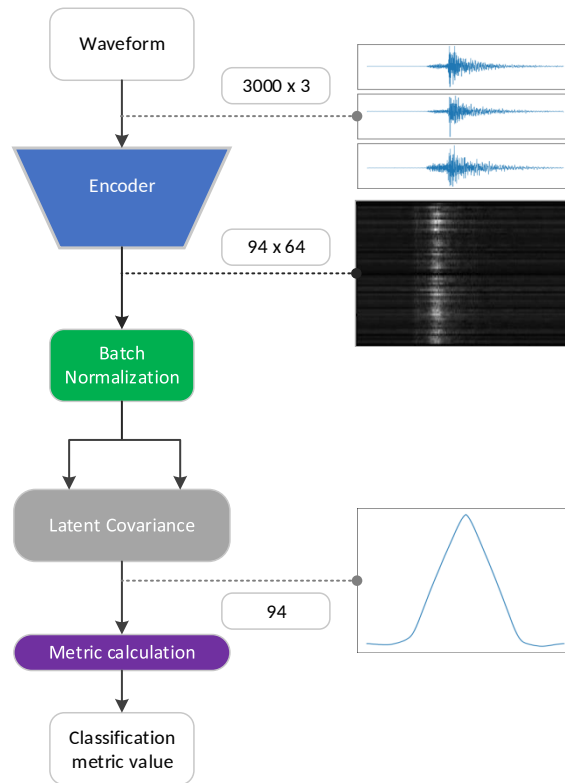 Waveform
3000 x 3
Encoder
94 x 64
Batch
Normalization
Latent Covariance
94
Metric calculation
Classification
metric value